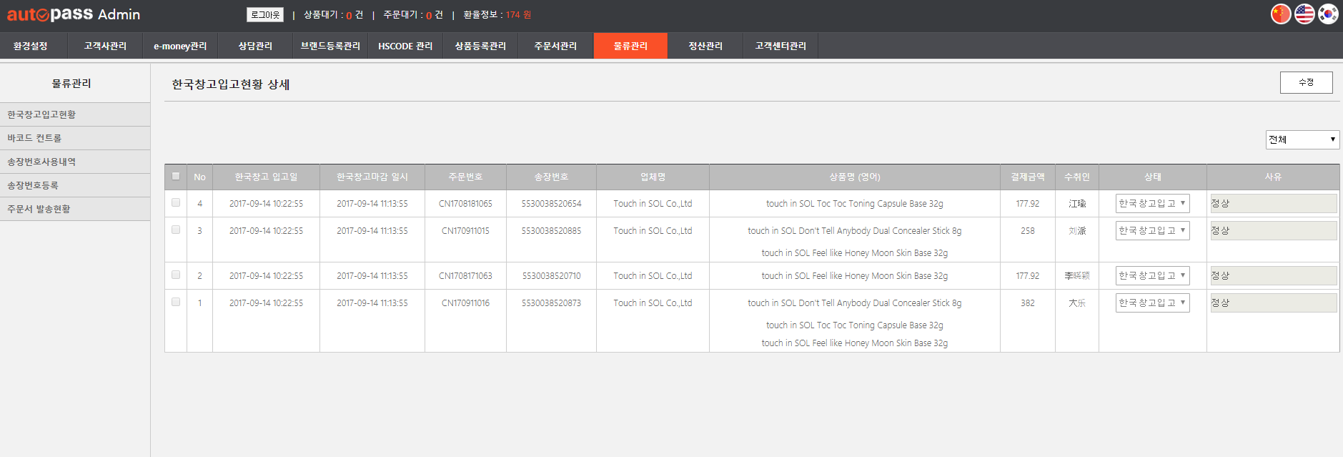 autopass Admin
로그아웃 | 상품대기 : 0 건 | 주문대기 : 0 건 | 환율정보 : 174 원
환경설정 고객사관리 e-money관리 상담관리 브랜드등록관리 HSCODE 관리 상품등록관리 주문서관리 물류관리 정산관리 고객센터관리
물류관리
한국창고입고현황
바코드 컨트롤
송장번호사용내역
송장번호등록
주문서 발송현황
한국창고입고현황 상세
수정
전체
No 한국창고 입고일 한국창고마감 일시 주문번호 송장번호 업체명 상품명 (영어) 결제금액 수취인 상태 사유
4 2017-09-14 10:22:55 2017-09-14 11:13:55 CN1708181065 5530038520654 Touch in SOL Co.,Ltd touch in SOL Toc Toc Toning Capsule Base 32g 177.92 江瑜 한국창고입고 정상
3 2017-09-14 10:22:55 2017-09-14 11:13:55 CN170911015 5530038520885 Touch in SOL Co.,Ltd touch in SOL Don't Tell Anybody Dual Concealer Stick 8g 258 한국창고입고 정상
touch in SOL Feel like Honey Moon Skin Base 32g
2 2017-09-14 10:22:55 2017-09-14 11:13:55 CN1708171063 5530038520710 Touch in SOL Co.,Ltd touch in SOL Feel like Honey Moon Skin Base 32g 177.92 한국창고입고 정상
1 2017-09-14 10:22:55 2017-09-14 11:13:55 CN170911016 5530038520873 Touch in SOL Co.,Ltd touch in SOL Don't Tell Anybody Dual Concealer Stick 8g 382 大乐 한국창고입고 정상
touch in SOL Toc Toc Toning Capsule Base 32g
touch in SOL Feel like Honey Moon Skin Base 32g